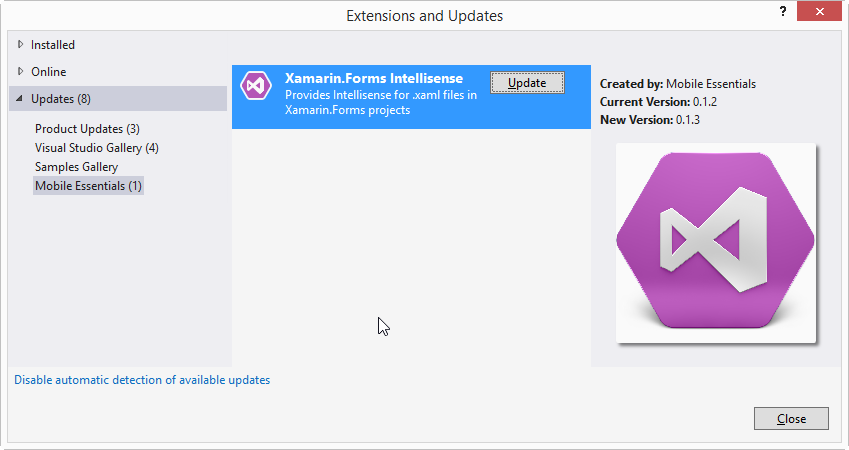 Extensions and Updates
?
Installed
Online
Updates (8)
Product Updates (3)
Visual Studio Gallery (4)
Samples Gallery
Mobile Essentials (1)
Xamarin.Forms Intellisense
Update
Provides Intellisense for .xaml files in
Xamarin.Forms projects
Created by: Mobile Essentials
Current Version: 0.1.2
New Version: 0.1.3
Disable automatic detection of available updates
Close